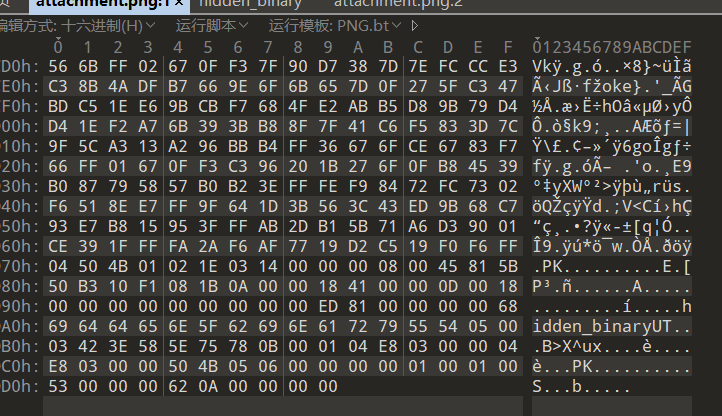 attachment.png:1 × hidden_binary attachment.png:2
编辑方式: 十六进制(H) 运行脚本 运行模板: PNG.bt
0 1 2 3 4 5 6 7 8 9 A B C D E F 0123456789ABCDEF
D0h: 56 6B FF 02 67 0F F3 7F 90 D7 38 7D 7E FC CC E3 Vkÿ.g.ó..×8}~üÌã
E0h: C3 8B 4A DF B7 66 9E 6F 6B 65 7D 0F 27 5F C3 47 Ã‹Jß·fžoke}.'_ÃG
F0h: BD C5 1E E6 9B CB F7 68 4F E2 AB B5 D8 9B 79 D4 ½Å.æ›Ë÷hOâ«µØ›yÔ
00h: D4 1E F2 A7 6B 39 3B B8 8F 7F 41 C6 F5 83 3D 7C Ô.ò§k9;¸..AÆõƒ=|
10h: 9F 5C A3 13 A2 96 BB B4 FF 36 67 6F CE 67 83 F7 Ÿ\£.¢–»´ÿ6goÎgƒ÷
20h: 66 FF 01 67 0F F3 C3 96 20 1B 27 6F 0F B8 45 39 fÿ.g.óÃ– .'o.¸E9
30h: B0 87 79 58 57 B0 B2 3E FF FE F9 84 72 FC 73 02 °‡yXW°²>ÿþù„rüs.
40h: F6 51 8E E7 FF 9F 64 1D 3B 56 3C 43 ED 9B 68 C7 öQŽçÿŸd.;V<Cí›hÇ
50h: 93 E7 B8 15 95 3F FF AB 2D B1 5B 71 A6 D3 90 01 “ç¸.•?ÿ«-±[q¦Ó..
60h: CE 39 1F FF FA 2A F6 AF 77 19 D2 C5 19 F0 F6 FF Î9.ÿú*ö¯w.ÒÅ.ðöÿ
70h: 04 50 4B 01 02 1E 03 14 00 00 00 08 00 45 81 5B .PK..........E.[
80h: 50 B3 10 F1 08 1B 0A 00 00 18 41 00 00 0D 00 18 P³.ñ......A.....
90h: 00 00 00 00 00 00 00 00 00 ED 81 00 00 00 00 68 .........í.....h
A0h: 69 64 64 65 6E 5F 62 69 6E 61 72 79 55 54 05 00 idden_binaryUT..
B0h: 03 42 3E 58 5E 75 78 0B 00 01 04 E8 03 00 00 04 .B>X^ux....è....
C0h: E8 03 00 00 50 4B 05 06 00 00 00 00 01 00 01 00 è...PK..........
D0h: 53 00 00 00 62 0A 00 00 00 00 S...b.....